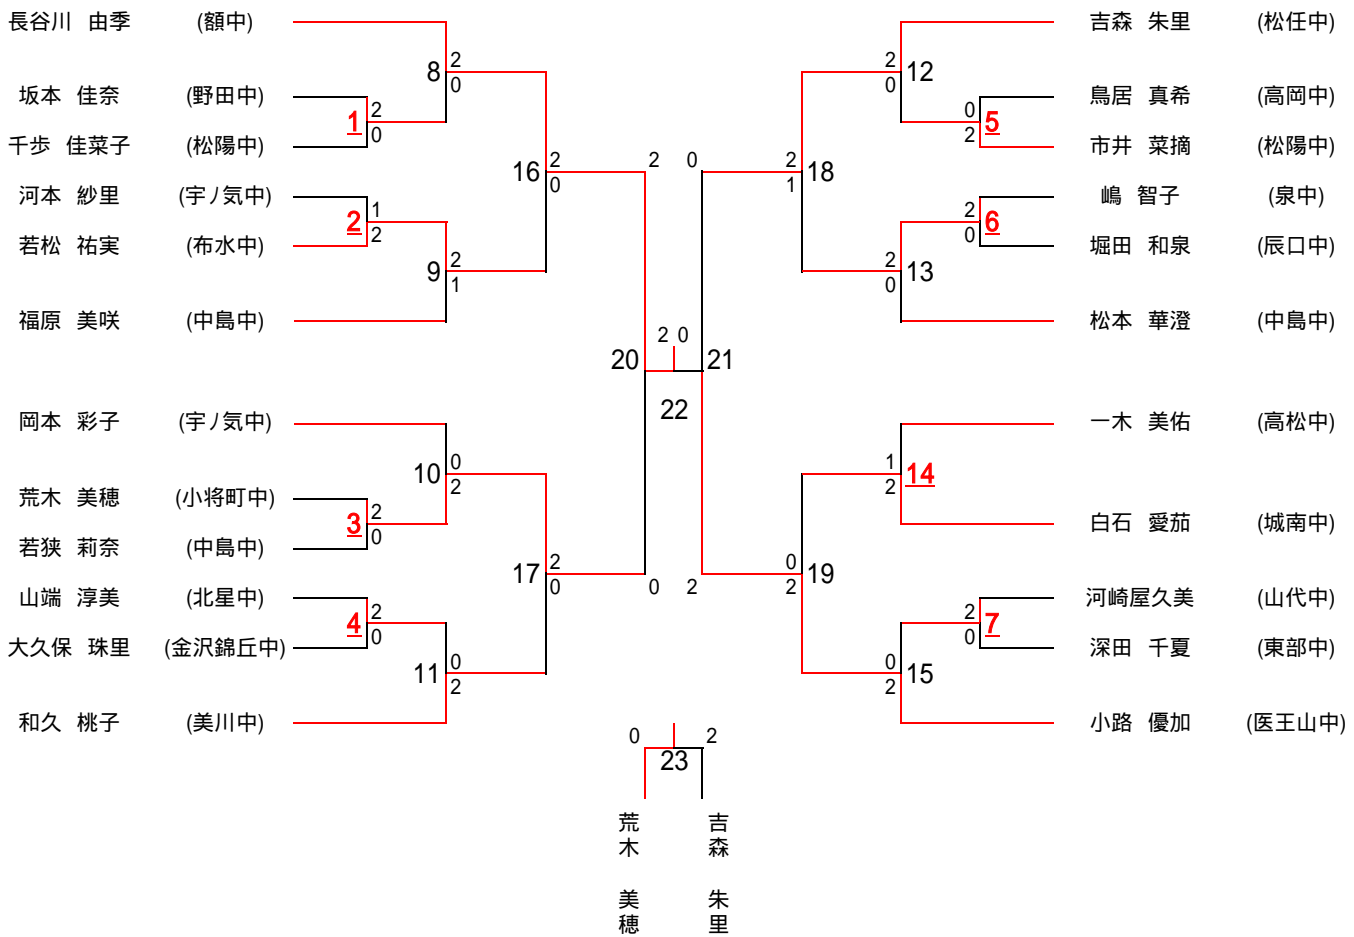 長谷川 由季 (額中)
坂本 佳奈 (野田中)
千歩 佳菜子 (松陽中)
河本 紗里 (宇ノ気中)
若松 祐実 (布水中)
福原 美咲 (中島中)
岡本 彩子 (宇ノ気中)
荒木 美穂 (小将町中)
若狭 莉奈 (中島中)
山端 淳美 (北星中)
大久保 珠里 (金沢錦丘中)
和久 桃子 (美川中)
1 2 0
2 1 2
3 2 0
4 2 0
8 2 0
9 2 1
10 0 2
11 0 2
16 2 0
17 2 0
20 2 0
22 2 0
21 0 2
18 2 1
19 0 2
2 0 12
2 0 13
1 2 14
0 2 15
0 2 5
2 0 6
2 0 7
吉森 朱里 (松任中)
鳥居 真希 (高岡中)
市井 菜摘 (松陽中)
嶋 智子 (泉中)
堀田 和泉 (辰口中)
松本 華澄 (中島中)
一木 美佑 (高松中)
白石 愛茄 (城南中)
河崎屋久美 (山代中)
深田 千夏 (東部中)
小路 優加 (医王山中)
0 23 2
荒木 美穂
吉森 朱里